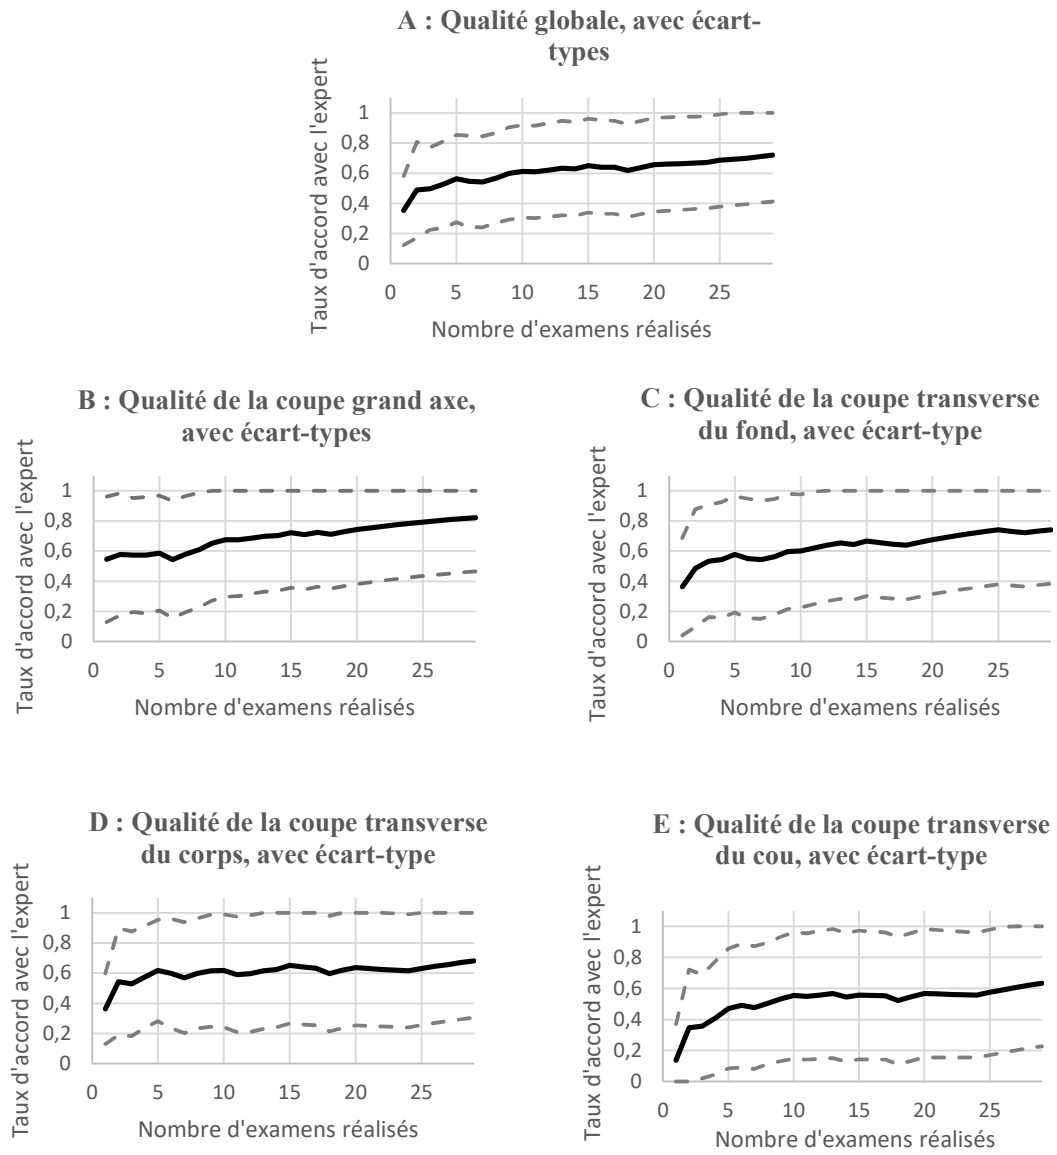 A : Qualité globale, avec écart-
types
Taux d'accord avec l'expert
1
0,8
0,6
0,4
0,2
0
0 5 10 15 20 25
Nombre d'examens réalisés
B : Qualité de la coupe grand axe,
avec écart-types
Taux d'accord avec l'expert
1
0,8
0,6
0,4
0,2
0
0 5 10 15 20 25
Nombre d'examens réalisés
C : Qualité de la coupe transverse
du fond, avec écart-type
Taux d'accord avec l'expert
1
0,8
0,6
0,4
0,2
0
0 5 10 15 20 25
Nombre d'examens réalisés
D : Qualité de la coupe transverse
du corps, avec écart-type
Taux d'accord avec l'expert
1
0,8
0,6
0,4
0,2
0
0 5 10 15 20 25
Nombre d'examens réalisés
E : Qualité de la coupe transverse
du cou, avec écart-type
Taux d'accord avec l'expert
1
0,8
0,6
0,4
0,2
0
0 5 10 15 20 25
Nombre d'examens réalisés